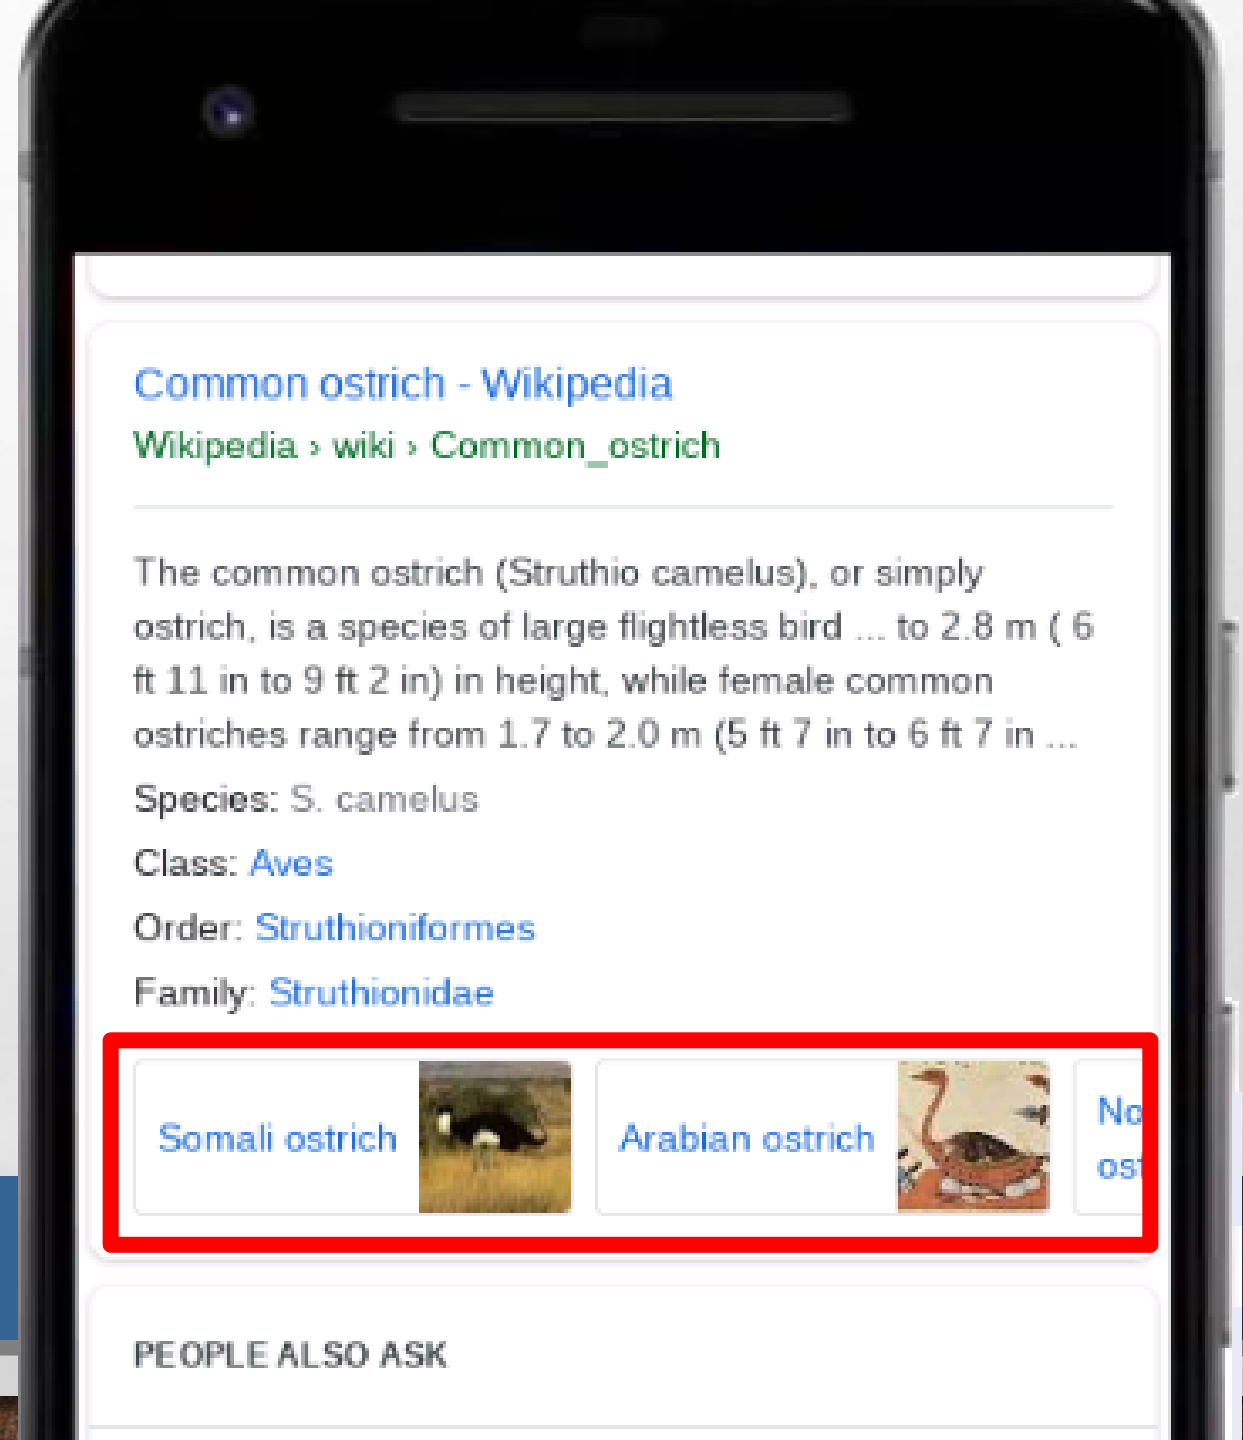 Common ostrich - Wikipedia
Wikipedia › wiki › Common_ostrich
The common ostrich (Struthio camelus), or simply
ostrich, is a species of large flightless bird ... to 2.8 m ( 6
ft 11 in to 9 ft 2 in) in height, while female common
ostriches range from 1.7 to 2.0 m (5 ft 7 in to 6 ft 7 in ...
Species: S. camelus
Class: Aves
Order: Struthioniformes
Family: Struthionidae
Somali ostrich
Arabian ostrich
PEOPLE ALSO ASK